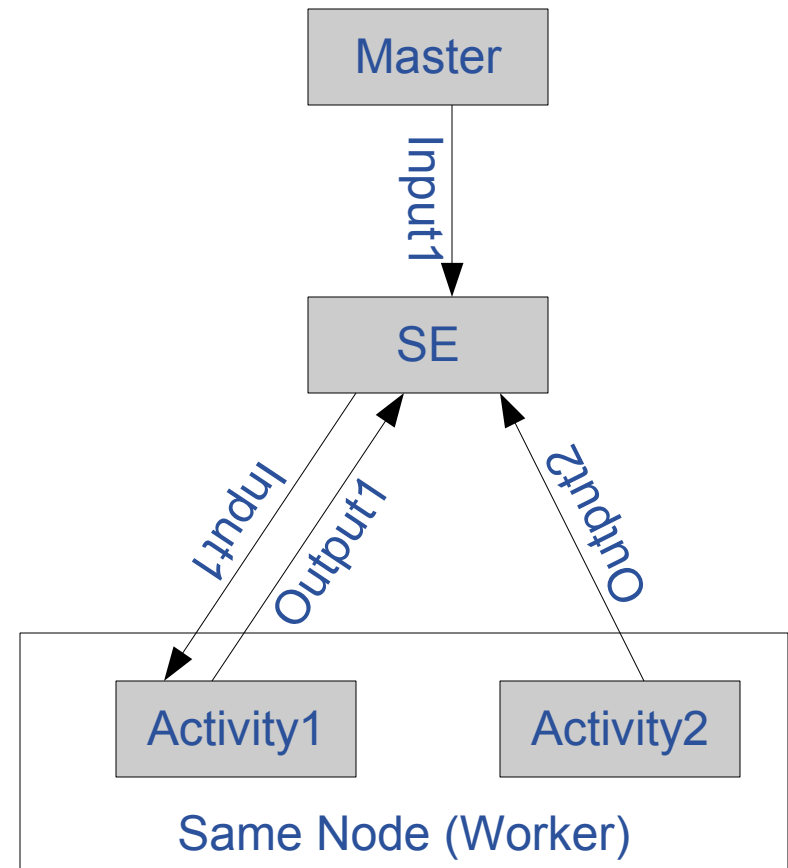 Master
Input1
SE
Input1
Output1
Output2
Activity1
Activity2
Same Node (Worker)